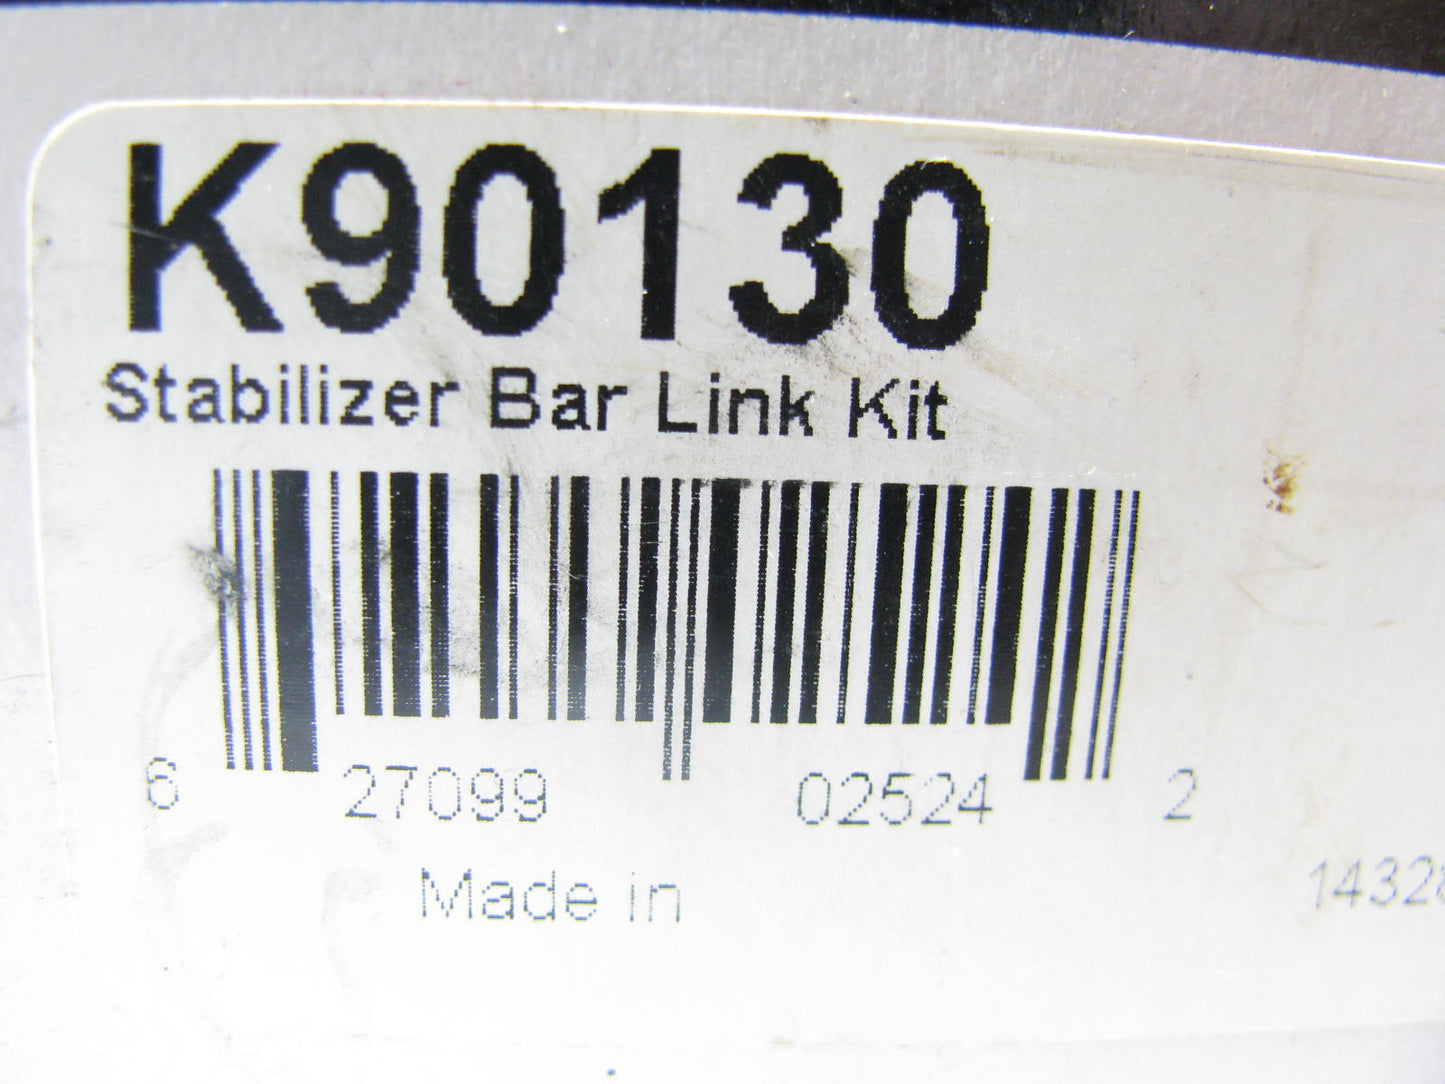 K90130
Stabilizer Bar Link Kit
6 27099 02524 2
Made in